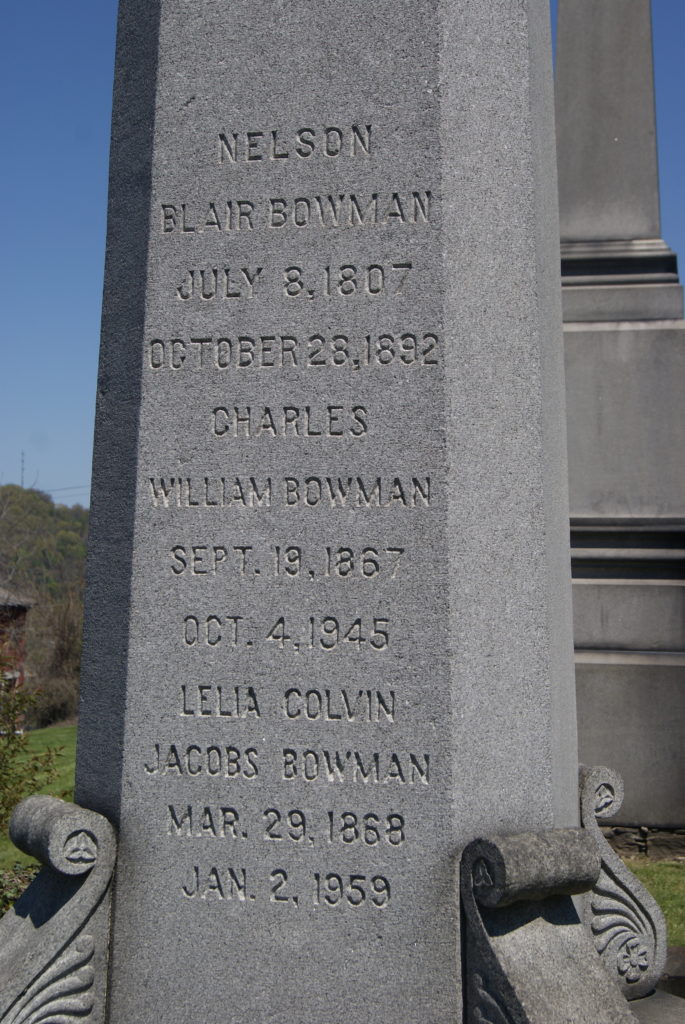 NELSON
BLAIR BOWMAN
JULY 8, 1807
OCTOBER 28, 1892
CHARLES
WILLIAM BOWMAN
SEPT. 19, 1867
OCT. 4, 1945
LELIA COLVIN
JACOBS BOWMAN
MAR. 29, 1868
JAN. 2, 1959